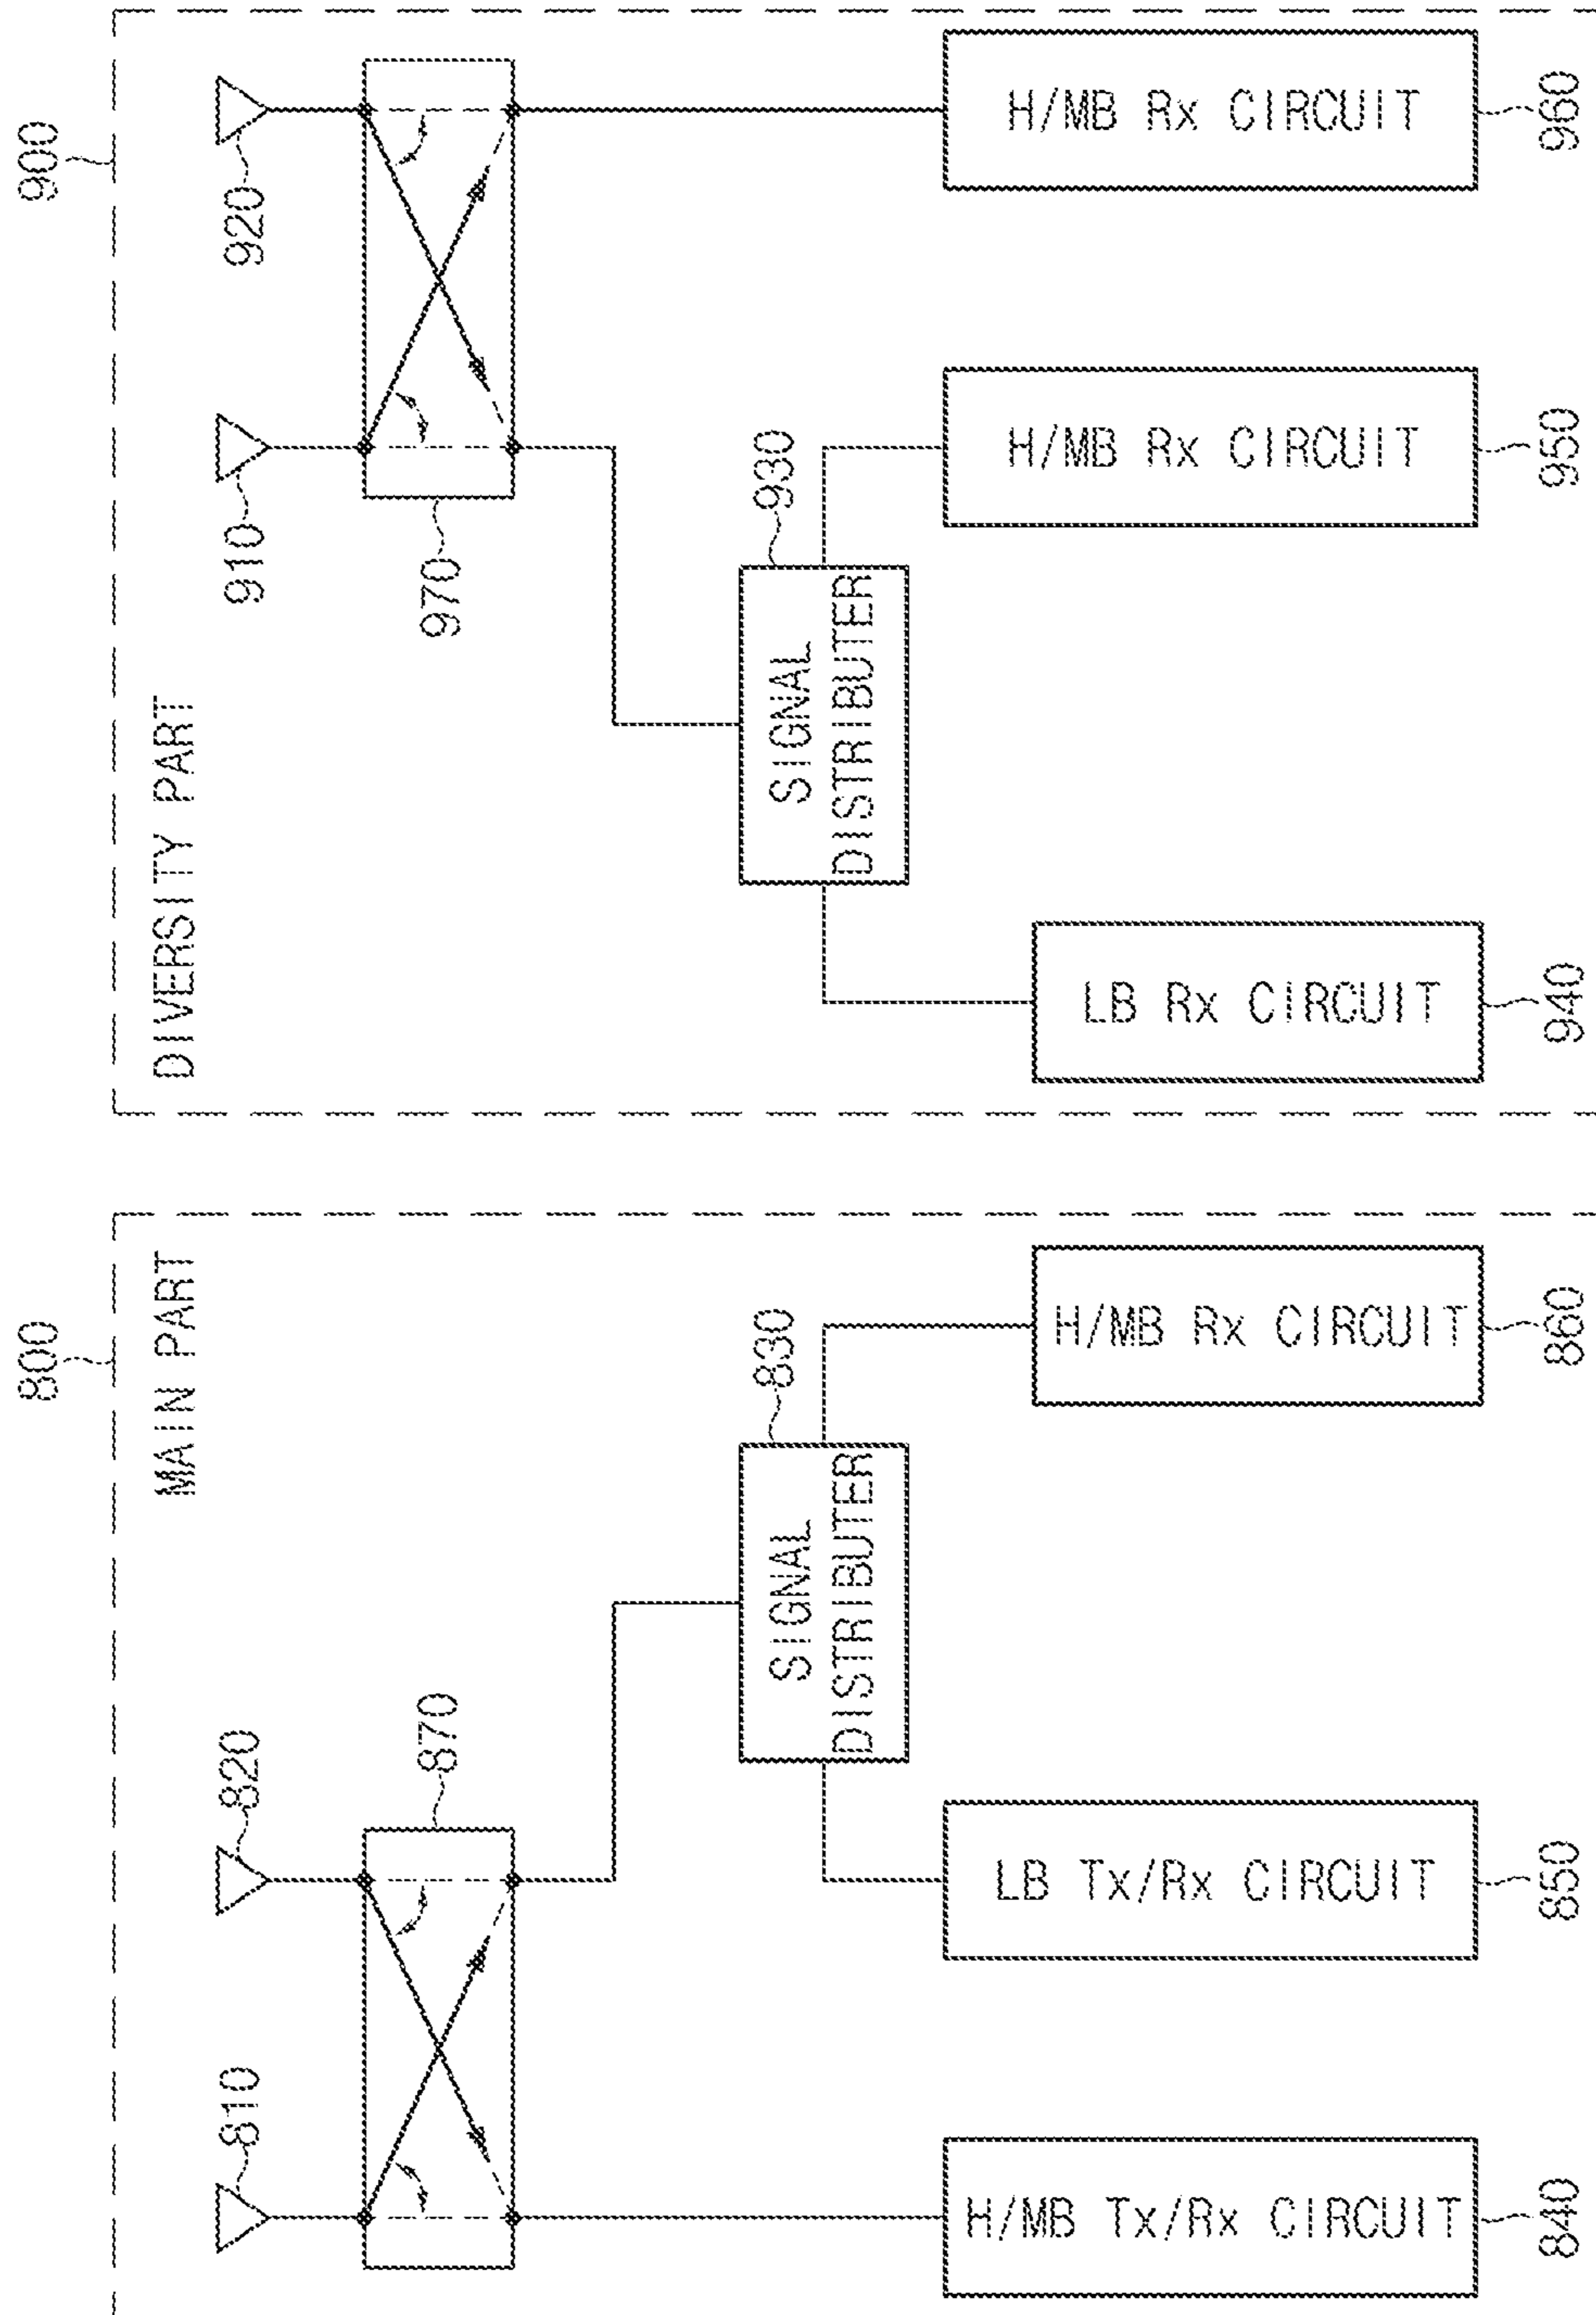 800
MAIN PART
810
820
870
SIGNAL
DISTRIBUTER
830
H/MB Tx/Rx CIRCUIT
840
LB Tx/Rx CIRCUIT
850
H/MB Rx CIRCUIT
860
900
DIVERSITY PART
910
920
970
SIGNAL
DISTRIBUTER
930
LB Rx CIRCUIT
940
H/MB Rx CIRCUIT
950
H/MB Rx CIRCUIT
960